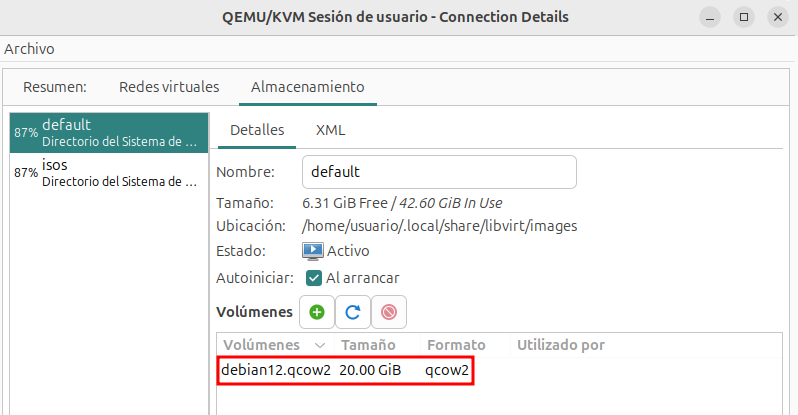 QEMU/KVM Sesión de usuario - Connection Details
Archivo
Resumen: Redes virtuales Almacenamiento
87% default
Directorio del Sistema de ...
87% isos
Directorio del Sistema de ...
Detalles XML
Nombre: default
Tamaño: 6.31 GiB Free / 42.60 GiB In Use
Ubicación: /home/usuario/.local/share/libvirt/images
Estado: Activo
Autoiniciar: Al arrancar
Volúmenes
Volúmenes Tamaño Formato Utilizado por
debian12.qcow2 20.00 GiB qcow2